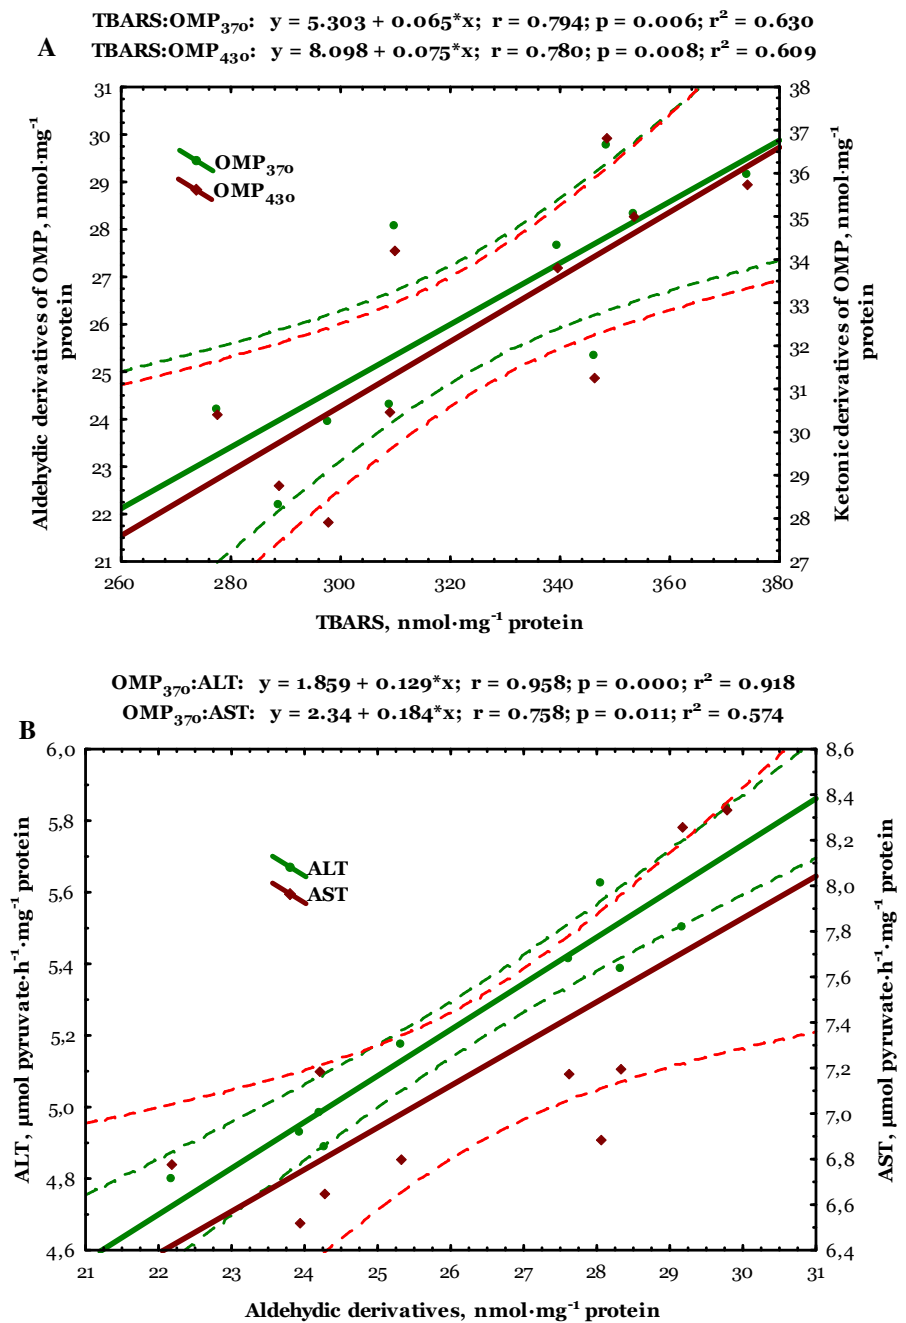 TBARS:OMP₃₇₀: y = 5.303 + 0.065*x; r = 0.794; p = 0.006; r² = 0.630
A TBARS:OMP₄₃₀: y = 8.098 + 0.075*x; r = 0.780; p = 0.008; r² = 0.609
Aldehydic derivatives of OMP, nmol·mg⁻¹
protein
31
30
29
28
27
26
25
24
23
22
21
OMP₃₇₀
OMP₄₃₀
38
37
36
35
34
33
32
31
30
29
28
27
Ketonic derivatives of OMP, nmol·mg⁻¹
protein
260 280 300 320 340 360 380
TBARS, nmol·mg⁻¹ protein
OMP₃₇₀:ALT: y = 1.859 + 0.129*x; r = 0.958; p = 0.000; r² = 0.918
OMP₃₇₀:AST: y = 2.34 + 0.184*x; r = 0.758; p = 0.011; r² = 0.574
B
ALT, µmol pyruvate·h⁻¹·mg⁻¹ protein
6,0
5,8
5,6
5,4
5,2
5,0
4,8
4,6
ALT
AST
8,6
8,4
8,2
8,0
7,8
7,6
7,4
7,2
7,0
6,8
6,6
6,4
AST, µmol pyruvate·h⁻¹·mg⁻¹ protein
21 22 23 24 25 26 27 28 29 30 31
Aldehydic derivatives, nmol·mg⁻¹ protein